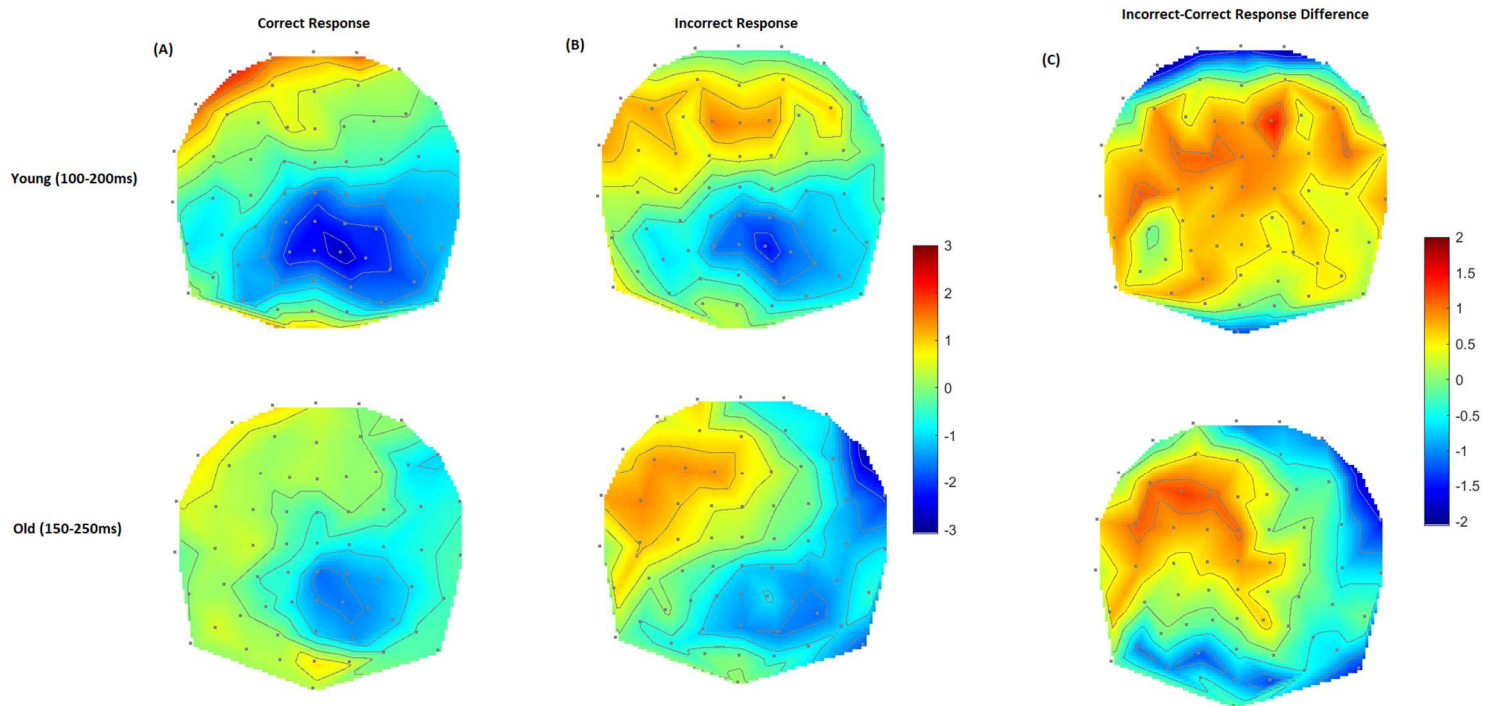 Correct Response
Incorrect Response
Incorrect-Correct Response Difference
(A)
(B)
(C)
Young (100-200ms)
3
2
1
0
-1
-2
-3
2
1.5
1
0.5
0
-0.5
-1
-1.5
-2
Old (150-250ms)